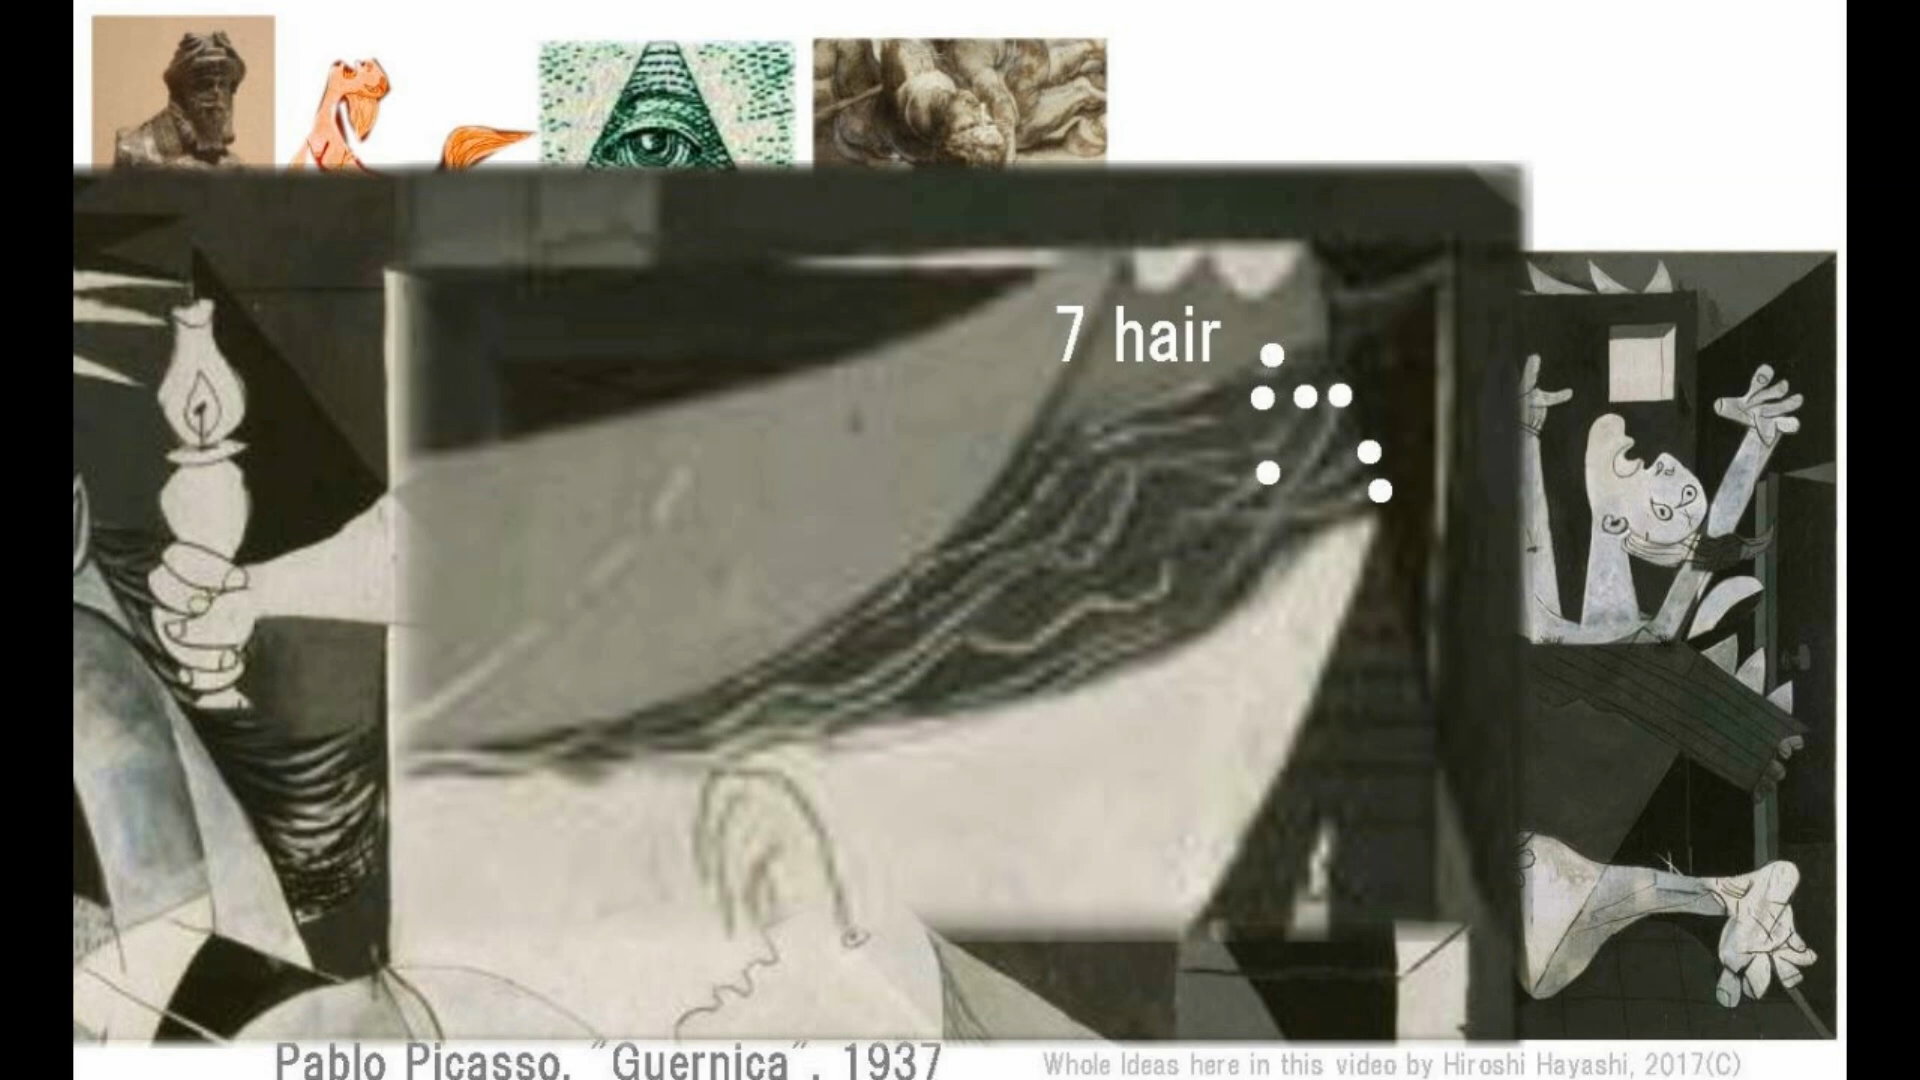 7 hair
Pablo Picasso, "Guernica", 1937
Whole Ideas here in this video by Hiroshi Hayashi, 2017(C)